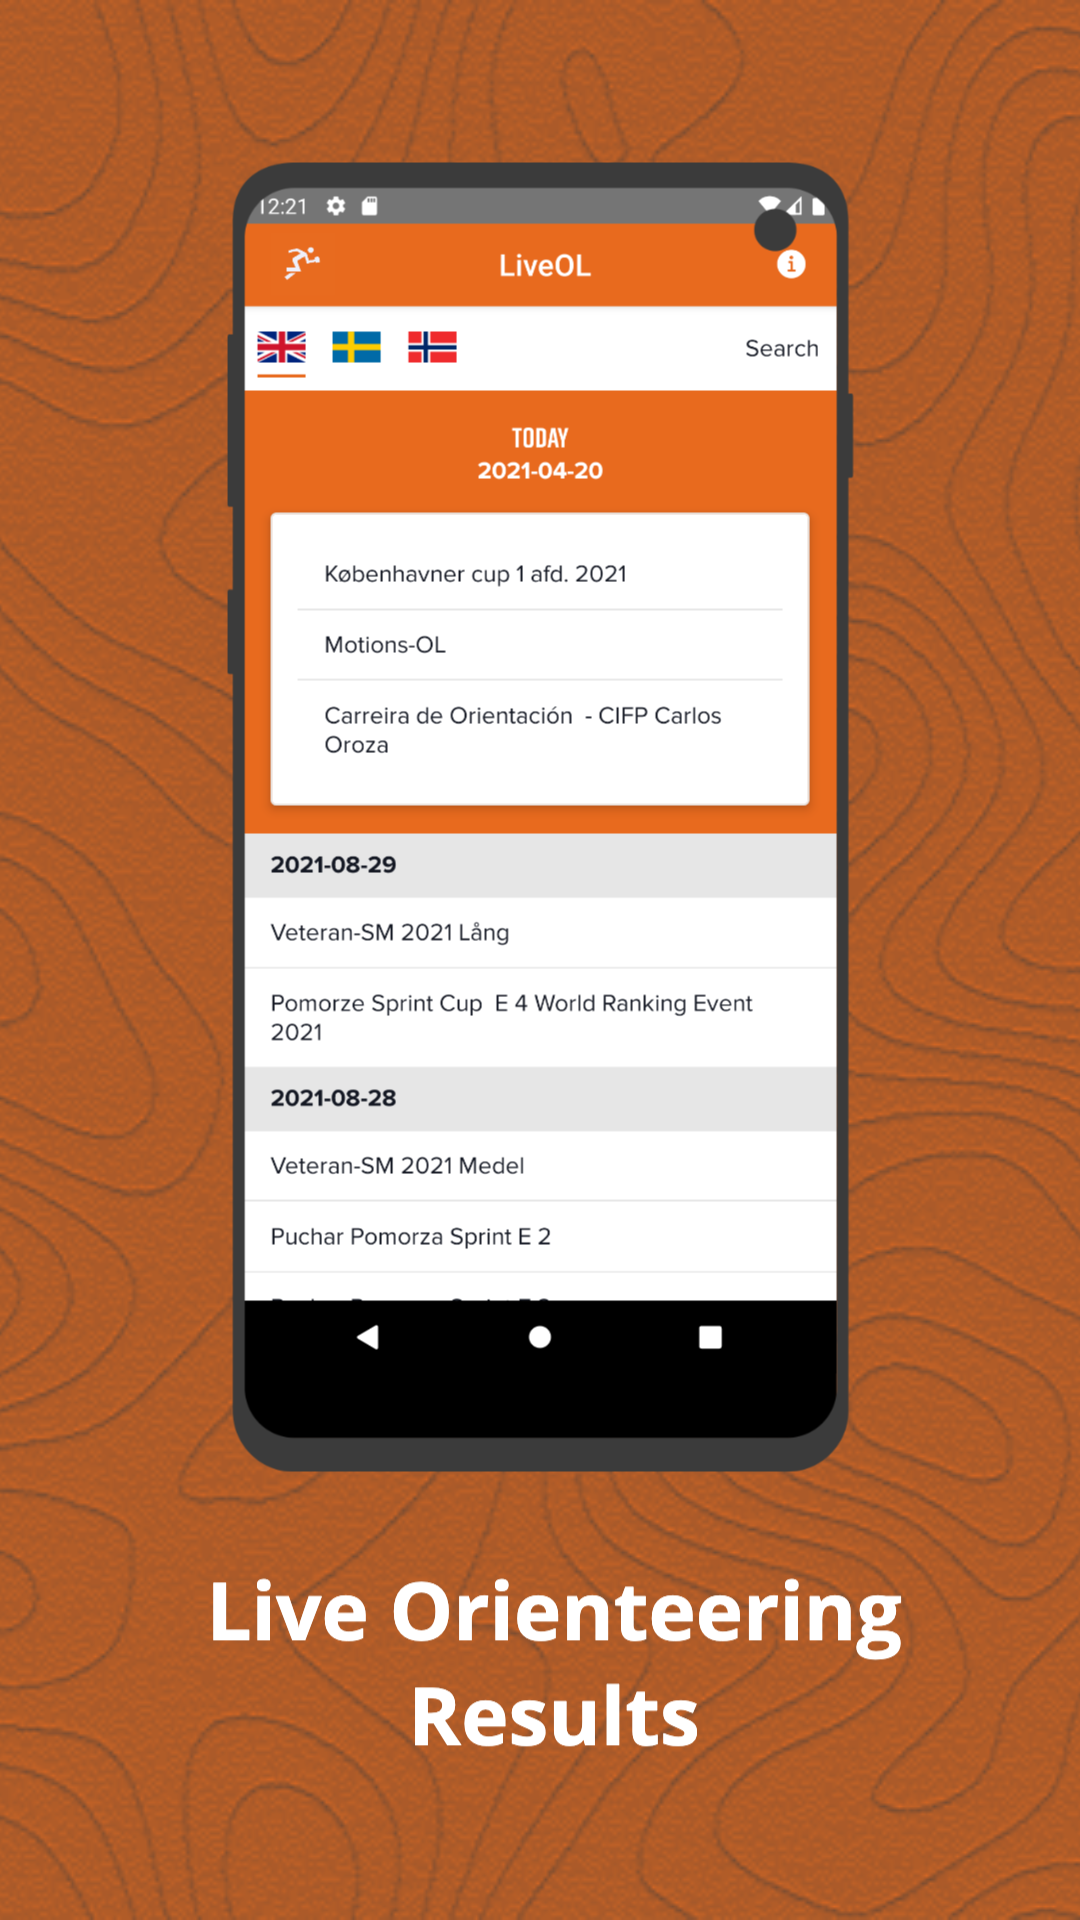 12:21
LiveOL
Search
TODAY
2021-04-20
Københavner cup 1 afd. 2021
Motions-OL
Carreira de Orientación  - CIFP Carlos
Oroza
2021-08-29
Veteran-SM 2021 Lång
Pomorze Sprint Cup  E 4 World Ranking Event
2021
2021-08-28
Veteran-SM 2021 Medel
Puchar Pomorza Sprint E 2
Live Orienteering
Results